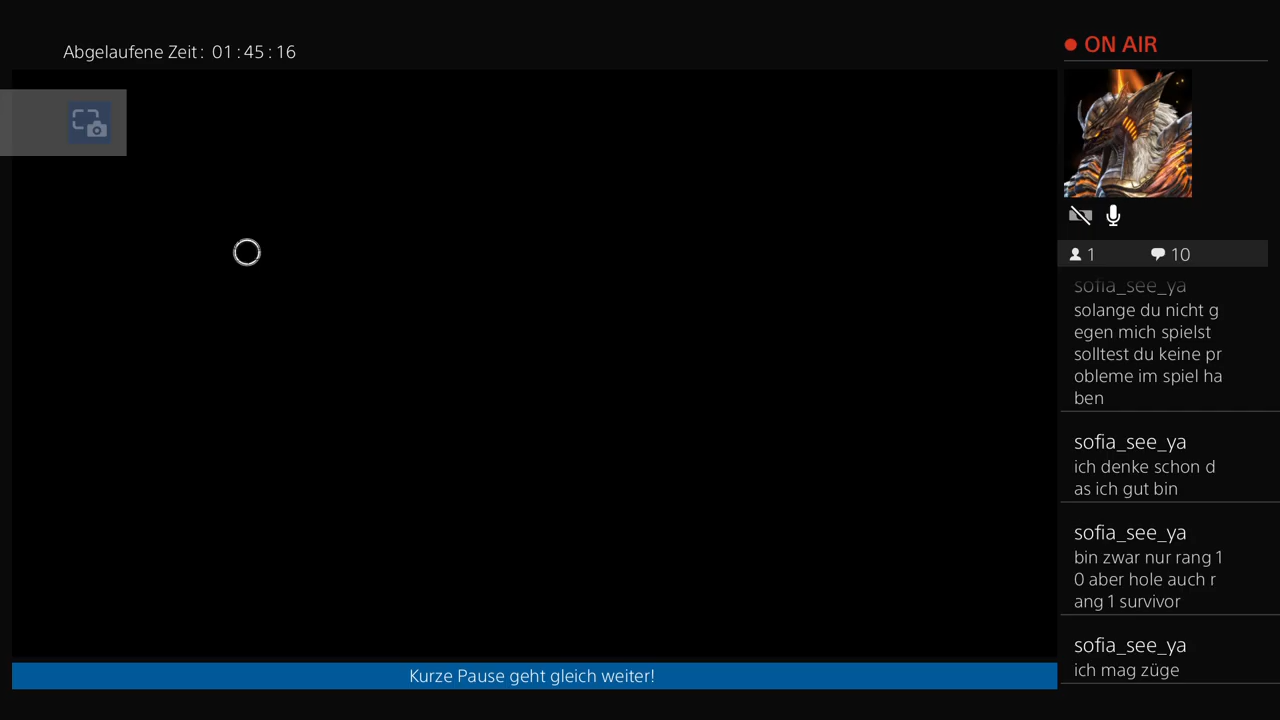 Abgelaufene Zeit: 01:45:16
ON AIR
1
10
sofia_see_ya
solange du nicht g
egen mich spielst
solltest du keine pr
obleme im spiel ha
ben
sofia_see_ya
ich denke schon d
as ich gut bin
sofia_see_ya
bin zwar nur rang 1
0 aber hole auch r
ang 1 survivor
sofia_see_ya
ich mag züge
Kurze Pause geht gleich weiter!